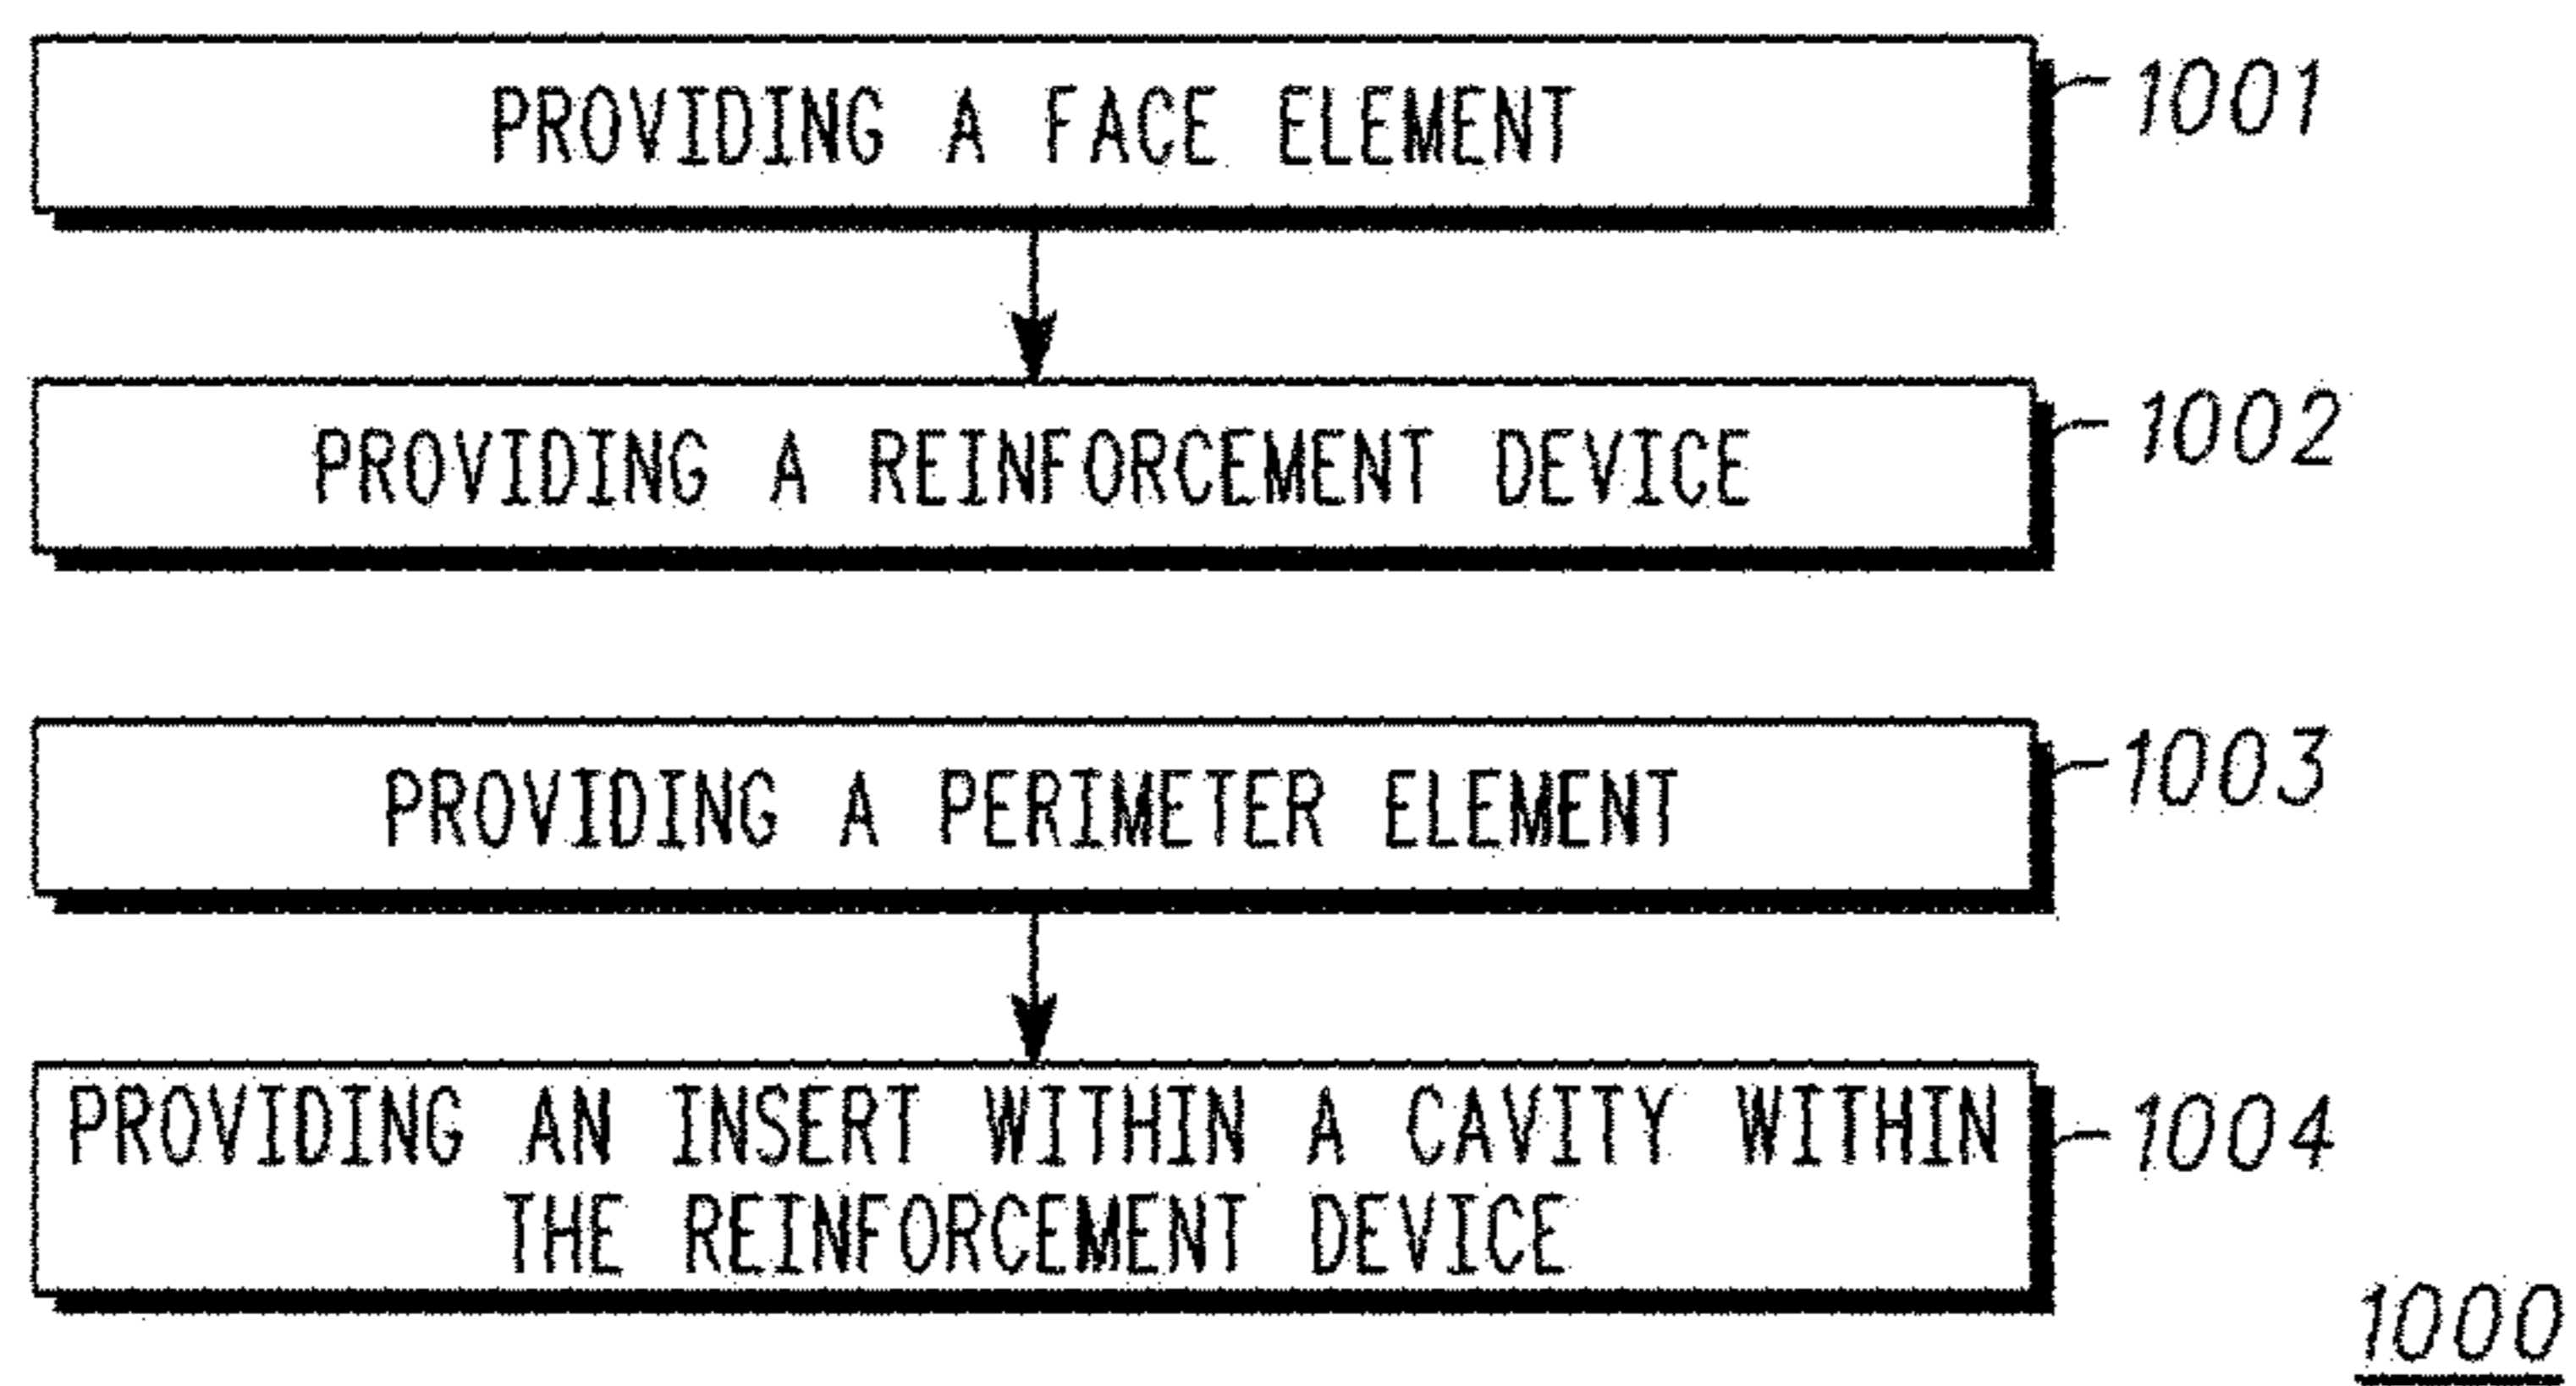 PROVIDING A FACE ELEMENT
1001
PROVIDING A REINFORCEMENT DEVICE
1002
PROVIDING A PERIMETER ELEMENT
1003
PROVIDING AN INSERT WITHIN A CAVITY WITHIN
THE REINFORCEMENT DEVICE
1004
1000